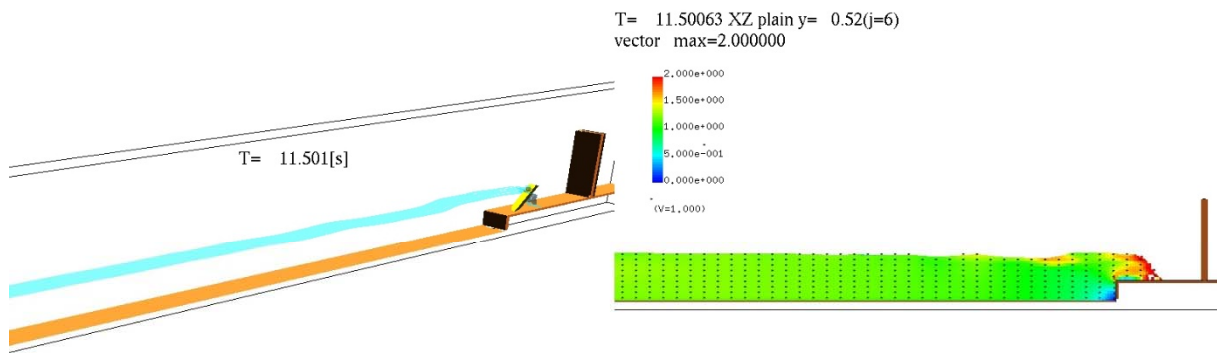 T= 11.501[s]
T= 11.50063 XZ plain y= 0.52(j=6)
vector max=2.000000
2.000e+000
1.500e+000
1.000e+000
5.000e-001
0.000e+000
(V=1.000)